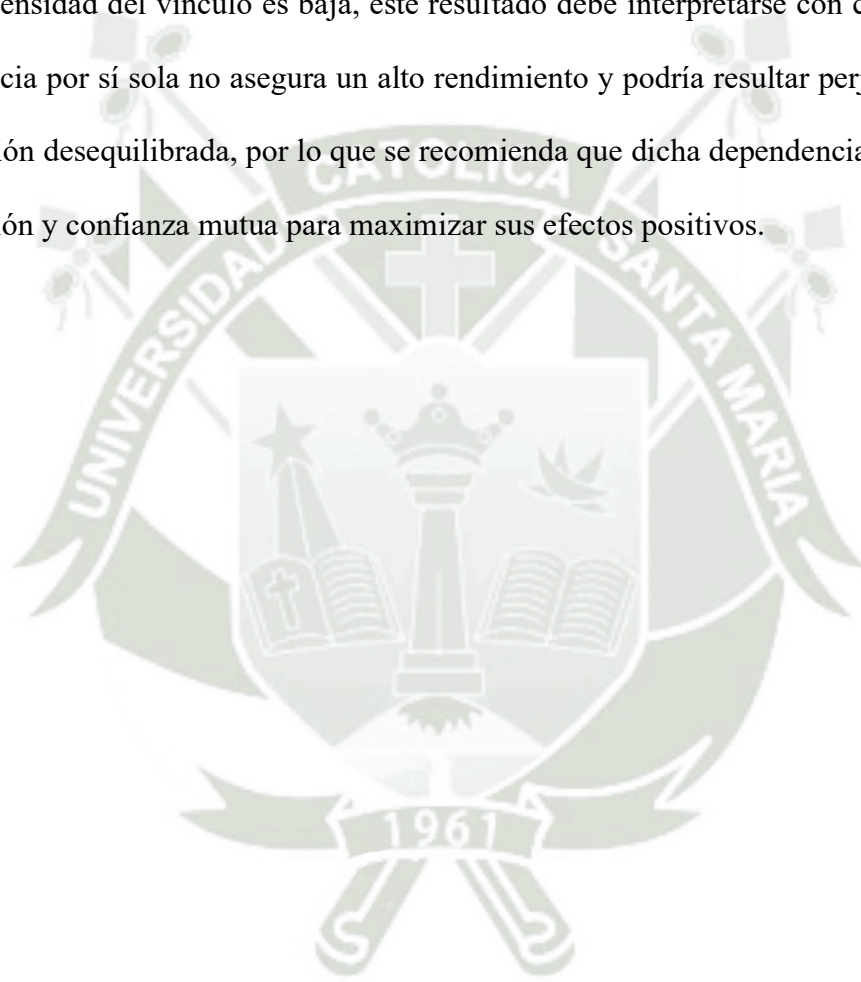 ensidad del vínculo es baja, este resultado debe interpretarse con
cia por sí sola no asegura un alto rendimiento y podría resultar
ión desequilibrada, por lo que se recomienda que dicha dependencia
ón y confianza mutua para maximizar sus efectos positivos.
UNIVERSIDAD CATOLICA SANTA MARIA
1961